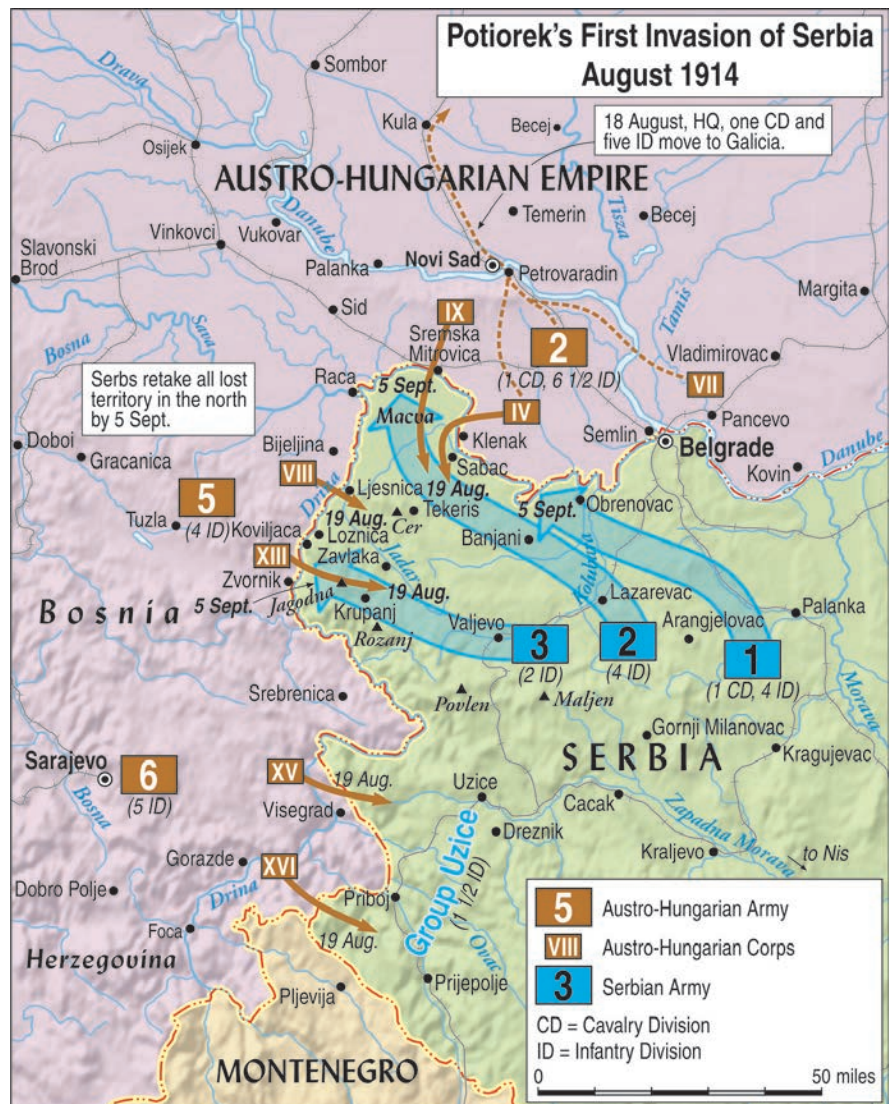 Potiorek's First Invasion of Serbia
August 1914
Drava
Sombor
Kula
Becej
18 August, HQ, one CD and
five ID move to Galicia.
Osijek
AUSTRO-HUNGARIAN EMPIRE
Danube
Tisza
Temerin
Becej
Vinkovci
Vukovar
Slavonski
Brod
Palanka
Novi Sad
Petrovaradin
Tamis
Margita
Sid
IX
Sremska
Mitrovica
2
(1 CD, 6 1/2 ID)
Vladimirovac
VII
Bosna
Sava
Serbs retake all lost
territory in the north
by 5 Sept.
Raca
5 Sept.
Macva
IV
Klenak
Semlin
Pancevo
Belgrade
Danube
Kovin
Doboi
Gracanica
Bijeljina
VIII
Drina
Sabac
Ljesnica
19 Aug.
Tekeris
Cer
5 Sept.
Obrenovac
5
(4 ID)
Tuzla
Koviljaca
19 Aug.
Loznica
Banjani
Kolubara
XIII
Zavlaka
Jadar
Zvornik
19 Aug.
Jagodna
5 Sept.
Krupanj
Rozanj
Lazarevac
Arangjelovac
Palanka
Bosnia
Valjevo
3
(2 ID)
2
(4 ID)
1
(1 CD, 4 ID)
Srebrenica
Povlen
Maljen
Morava
Gornji Milanovac
SERBIA
Kragujevac
Sarajevo
6
(5 ID)
Bosna
XV
19 Aug.
Visegrad
Uzice
Cacak
Dreznik
Zapadna Morava
Kraljevo
to Nis
Gorazde
XVI
Drina
Dobro Polje
Priboj
Group Uzice
(1 1/2 ID)
Foca
19 Aug.
Ovac
Herzegovina
Pljevija
Prijepolje
MONTENEGRO
5 Austro-Hungarian Army
VIII Austro-Hungarian Corps
3 Serbian Army
CD = Cavalry Division
ID = Infantry Division
0 50 miles